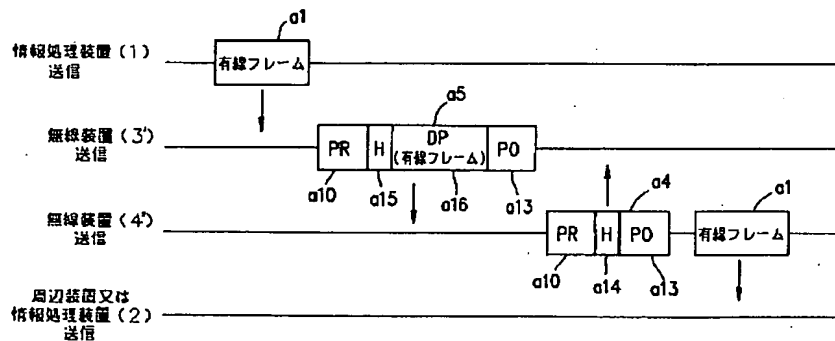 a1
情報処理装置(1)
送信
有線フレーム
a5
無線装置(3')
送信
PR H DP PO
(有線フレーム)
a10 a15 a16 a13
a4 a1
無線装置(4')
送信
PR H PO 有線フレーム
a10 a14 a13
周辺装置又は
情報処理装置(2)
送信